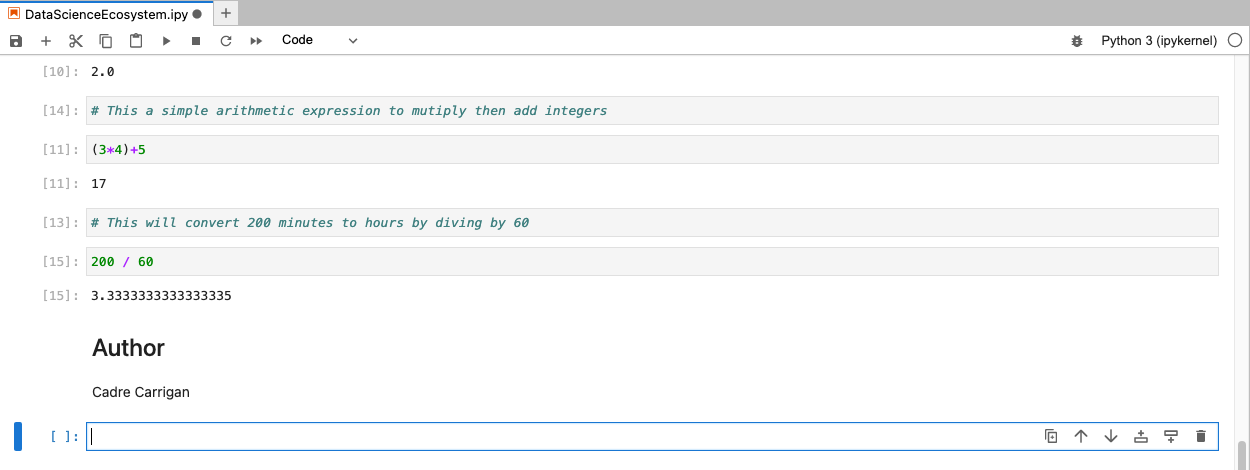 DataScienceEcosystem.ipy
Code
Python 3 (ipykernel)
[10]: 2.0
[14]: # This a simple arithmetic expression to mutiply then add integers
[11]: (3*4)+5
[11]: 17
[13]: # This will convert 200 minutes to hours by diving by 60
[15]: 200 / 60
[15]: 3.3333333333333335
Author
Cadre Carrigan
[ ]: